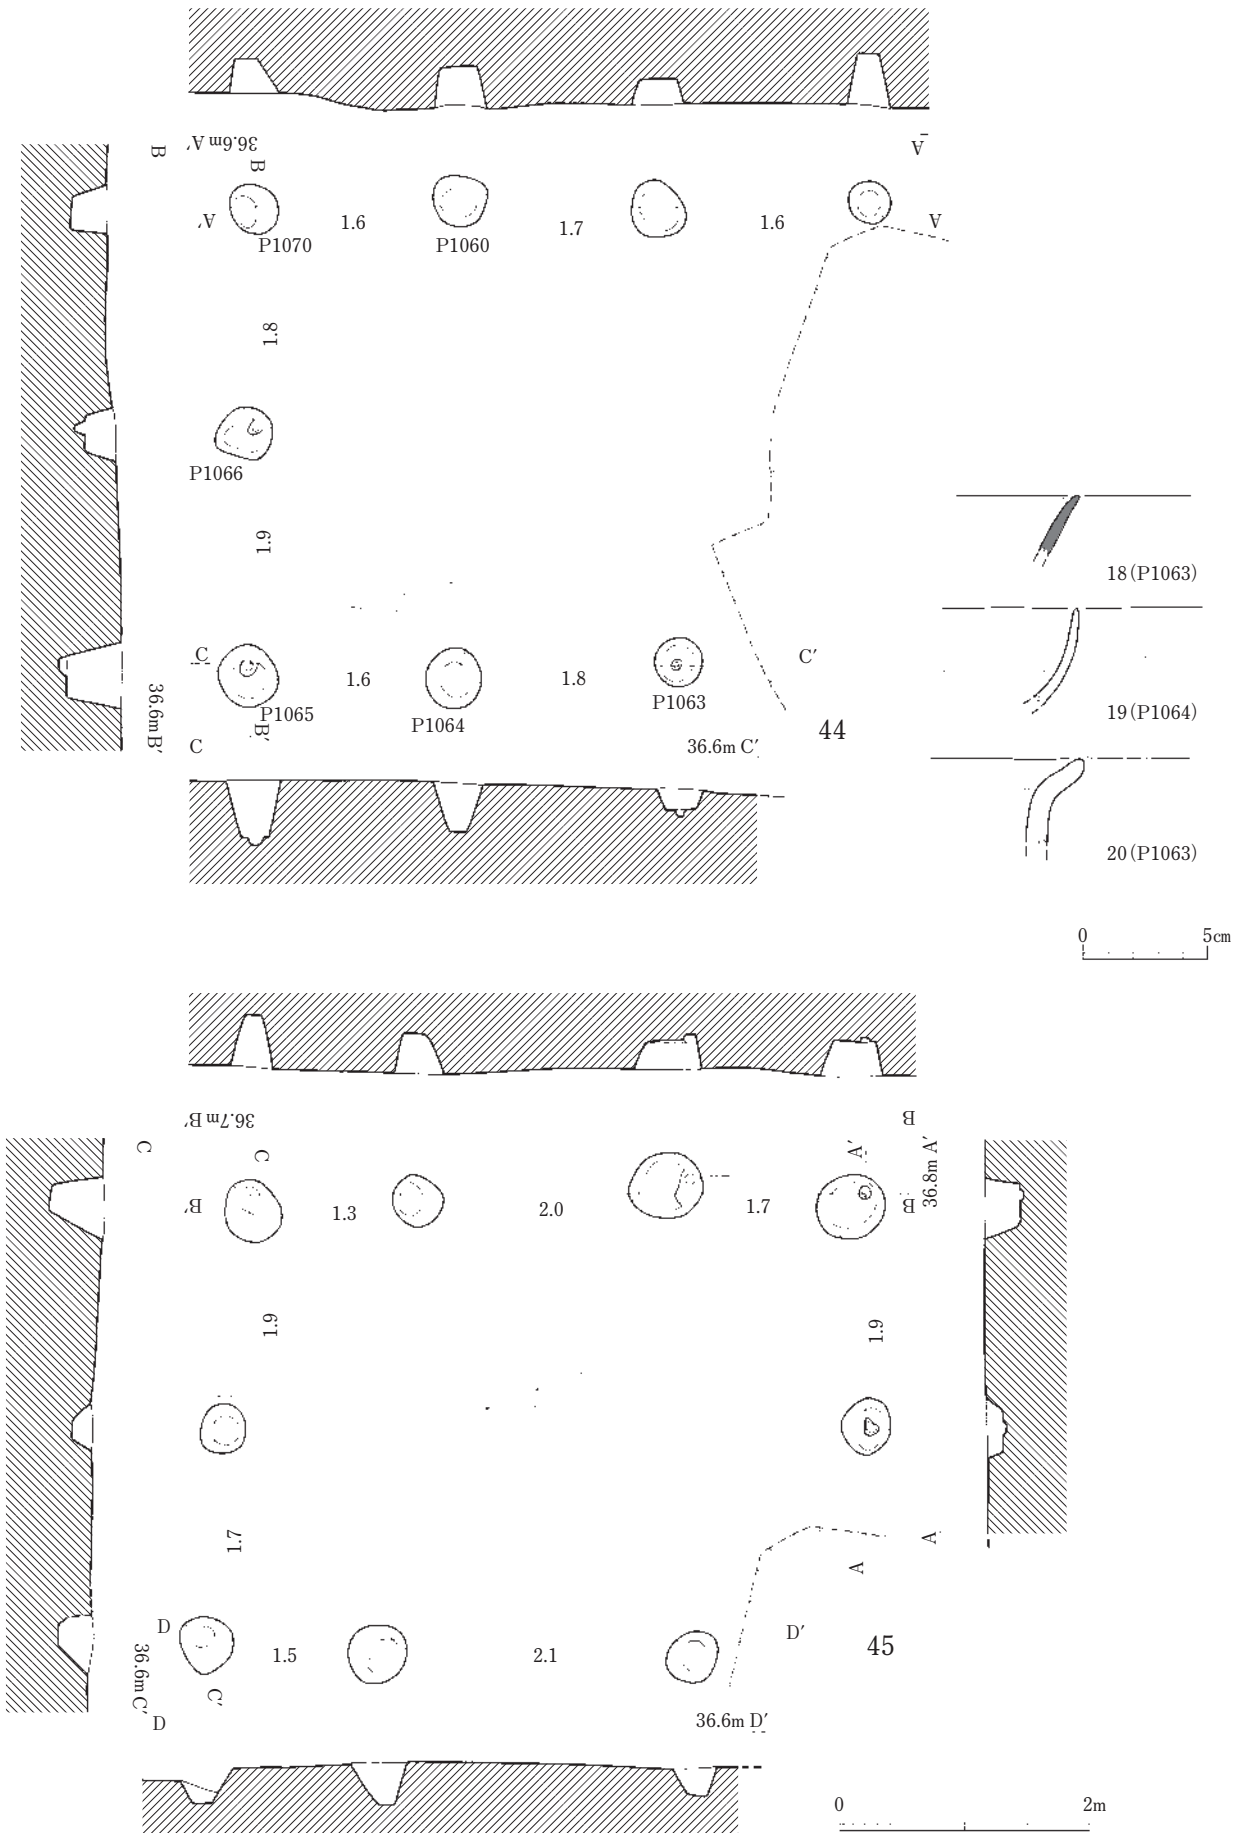 B
36.6m A′
A
B
A′
1.6
1.7
1.6
A
P1070
P1060
1.8
P1066
1.9
18(P1063)
C
1.6
1.8
C′
P1063
19(P1064)
P1065
P1064
B′
36.6m B′
C
36.6m C′
44
20(P1063)
0 5cm
36.7m B′
B
C
C
A′
36.8m A′
B′
1.3
2.0
1.7
B
1.9
1.9
1.7
A
A
D
D′
1.5
2.1
45
36.6m C′
C′
D
36.6m D′
0 2m